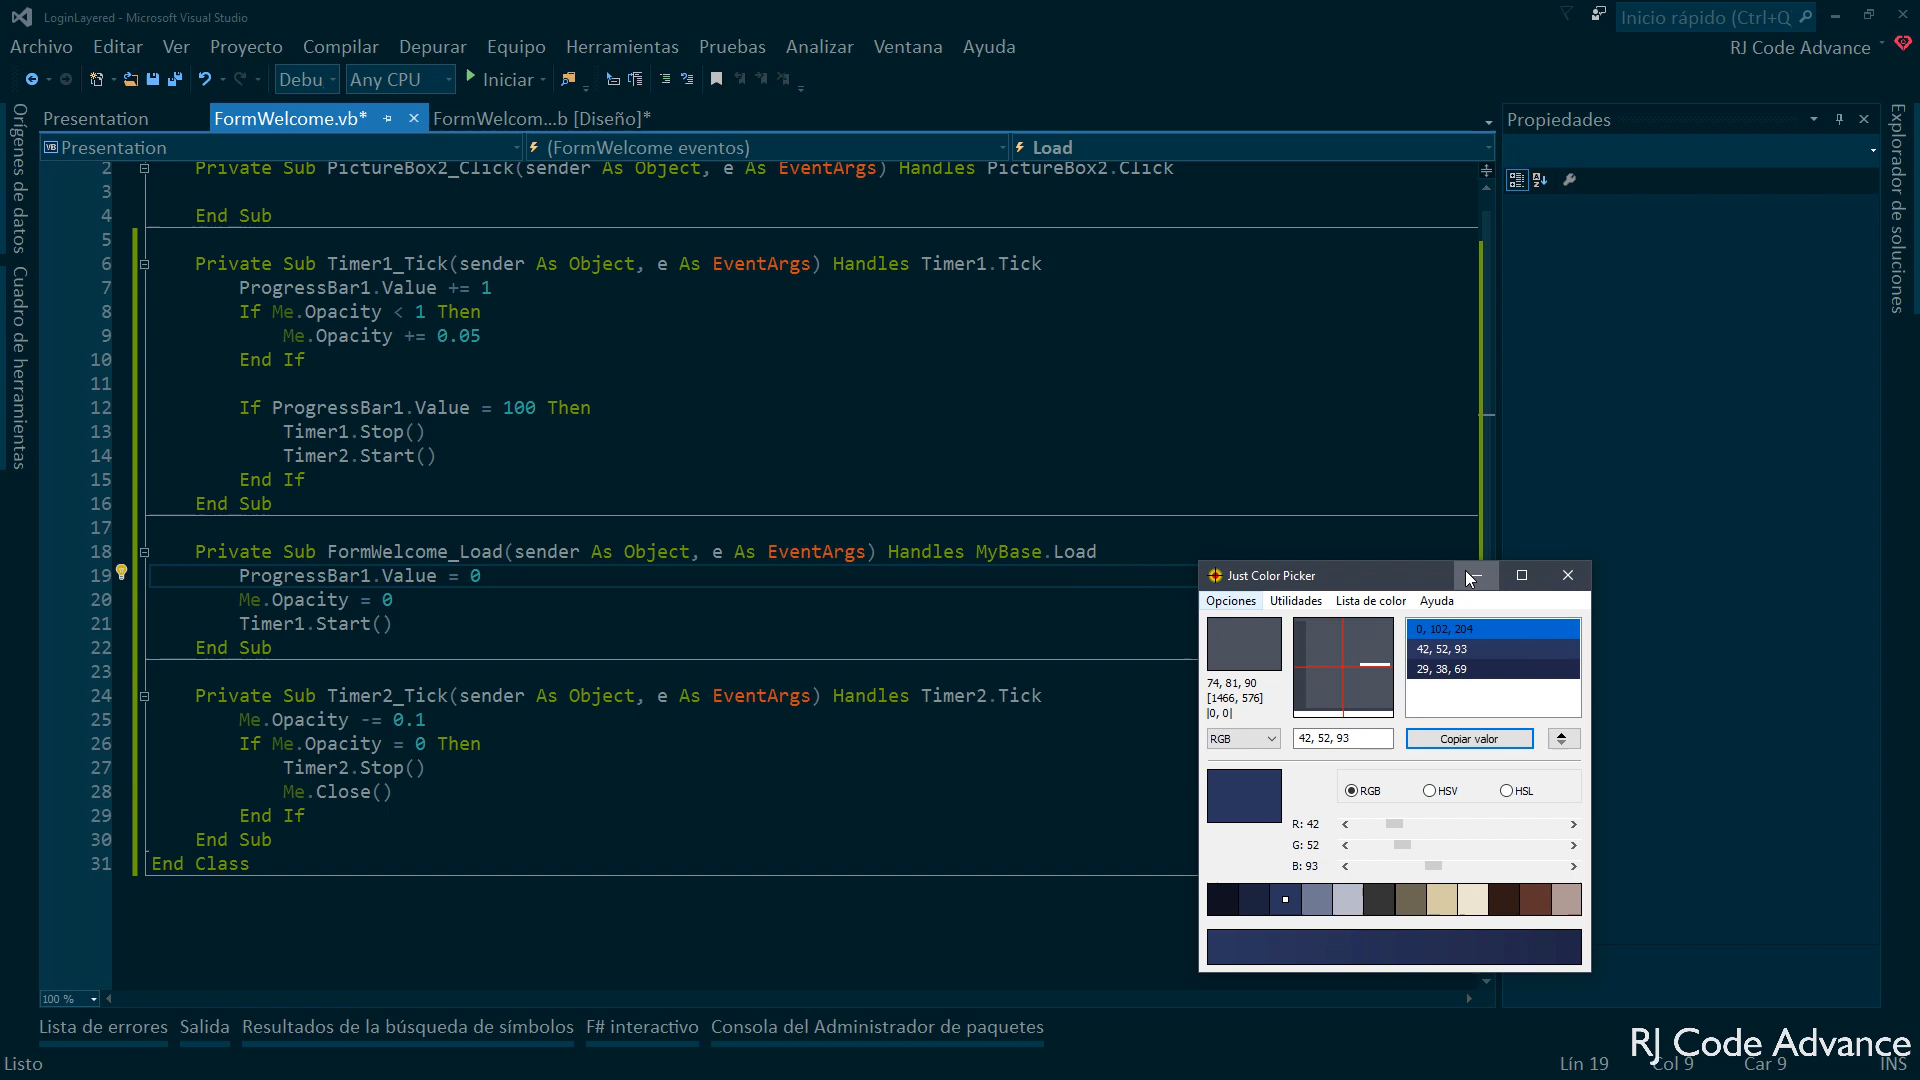 LoginLayered - Microsoft Visual Studio
Inicio rápido (Ctrl+Q
Archivo Editar Ver Proyecto Compilar Depurar Equipo Herramientas Pruebas Analizar Ventana Ayuda
RJ Code Advance
Debu Any CPU Iniciar
Orígenes de datos
Cuadro de herramientas
Presentation FormWelcome.vb* FormWelcom...b [Diseño]*
Presentation (FormWelcome eventos) Load
2 Private Sub PictureBox2_Click(sender As Object, e As EventArgs) Handles PictureBox2.Click
3
4 End Sub
5
6 Private Sub Timer1_Tick(sender As Object, e As EventArgs) Handles Timer1.Tick
7 ProgressBar1.Value += 1
8 If Me.Opacity < 1 Then
9 Me.Opacity += 0.05
10 End If
11
12 If ProgressBar1.Value = 100 Then
13 Timer1.Stop()
14 Timer2.Start()
15 End If
16 End Sub
17
18 Private Sub FormWelcome_Load(sender As Object, e As EventArgs) Handles MyBase.Load
19 ProgressBar1.Value = 0
20 Me.Opacity = 0
21 Timer1.Start()
22 End Sub
23
24 Private Sub Timer2_Tick(sender As Object, e As EventArgs) Handles Timer2.Tick
25 Me.Opacity -= 0.1
26 If Me.Opacity = 0 Then
27 Timer2.Stop()
28 Me.Close()
29 End If
30 End Sub
31 End Class
100 %
Propiedades
Explorador de soluciones
Just Color Picker
Opciones Utilidades Lista de color Ayuda
0, 102, 204
42, 52, 93
29, 38, 69
74, 81, 90
[1466, 576]
|0, 0|
RGB 42, 52, 93 Copiar valor
RGB HSV HSL
R: 42
G: 52
B: 93
Lista de errores Salida Resultados de la búsqueda de símbolos F# interactivo Consola del Administrador de paquetes
RJ Code Advance
Listo Lín 19 Col 9 Car 9 INS